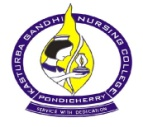 KASTURBA GANDHI NURSING COLLEGE
PONDICHERRY
SERVICE WITH DEDICATION